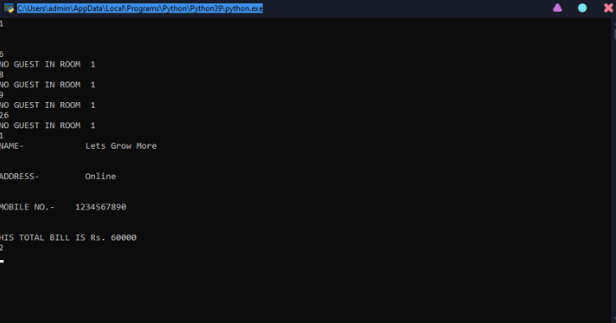 C:\Users\admin\AppData\Local\Programs\Python\Python39\python.exe
1
6
NO GUEST IN ROOM 1
8
NO GUEST IN ROOM 1
9
NO GUEST IN ROOM 1
26
NO GUEST IN ROOM 1
1
NAME- Lets Grow More
ADDRESS- Online
MOBILE NO.- 1234567890
HIS TOTAL BILL IS Rs. 60000
2